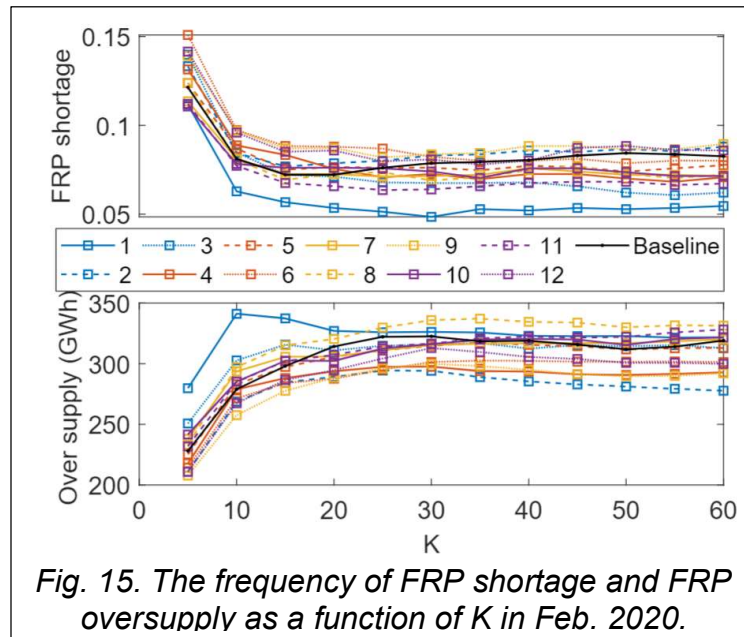 0.15
0.1
0.05
FRP shortage
1 3 5 7 9 11 Baseline
2 4 6 8 10 12
350
300
250
200
Over supply (GWh)
0 10 20 30 40 50 60
K
Fig. 15. The frequency of FRP shortage and FRP
oversupply as a function of K in Feb. 2020.